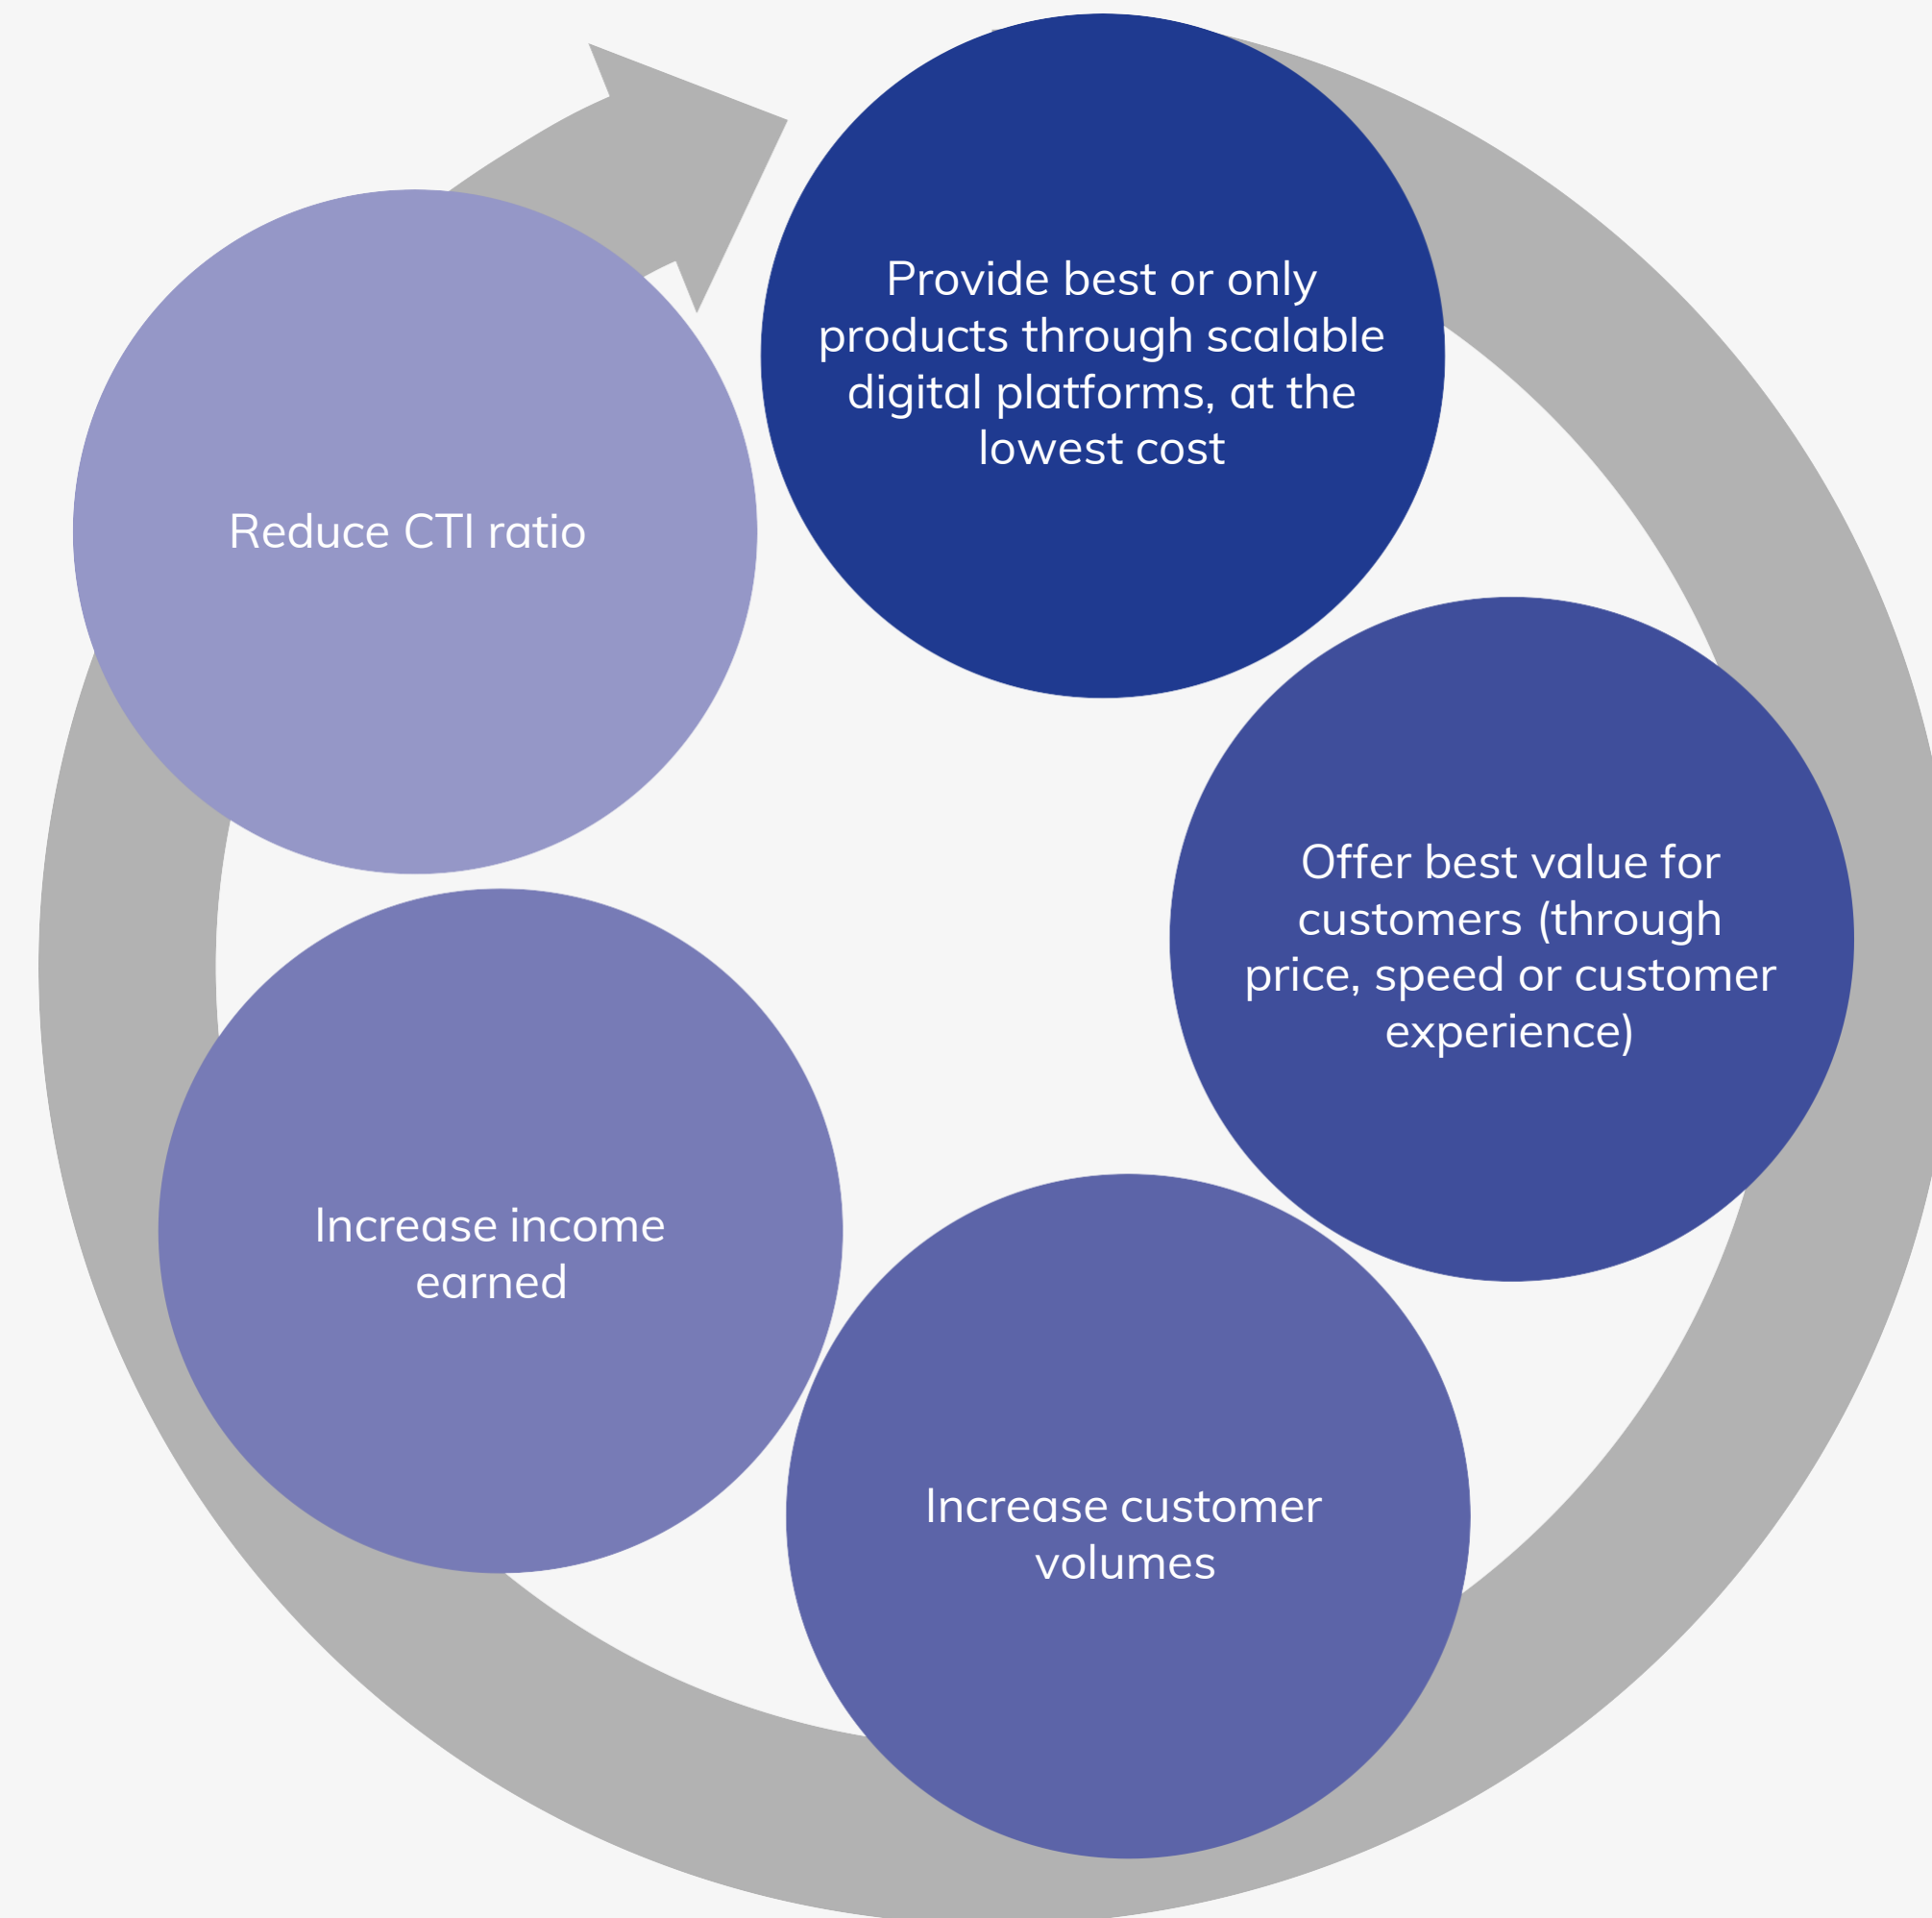 Provide best or only
products through scalable
digital platforms, at the
lowest cost
Offer best value for
customers (through
price, speed or customer
experience)
Increase customer
volumes
Increase income
earned
Reduce CTI ratio